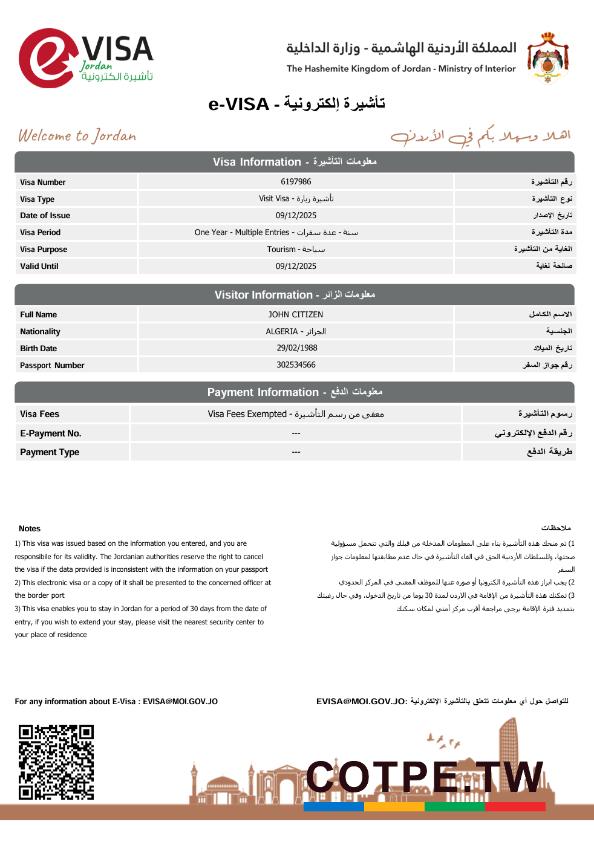 e VISA
Jordan
تأشيرة إلكترونية
المملكة الأردنية الهاشمية - وزارة الداخلية
The Hashemite Kingdom of Jordan - Ministry of Interior
e-VISA - تأشيرة إلكترونية
Welcome to Jordan
اهلا وسهلا بكم في الأردن
Visa Information - معلومات التأشيرة
Visa Number 6197986 رقم التأشيرة
Visa Type Visit Visa - تأشيرة زيارة نوع التأشيرة
Date of Issue 09/12/2025 تاريخ الإصدار
Visa Period One Year - Multiple Entries - سنة - عدة سفرات مدة التأشيرة
Visa Purpose Tourism - سياحة الغاية من التأشيرة
Valid Until 09/12/2025 صالحة لغاية
Visitor Information - معلومات الزائر
Full Name JOHN CITIZEN الاسم الكامل
Nationality ALGERIA - الجزائر الجنسية
Birth Date 29/02/1988 تاريخ الميلاد
Passport Number 302534566 رقم جواز السفر
Payment Information - معلومات الدفع
Visa Fees Visa Fees Exempted - معفى من رسم التأشيرة رسوم التأشيرة
E-Payment No. --- رقم الدفع الإلكتروني
Payment Type --- طريقة الدفع
Notes
1) This visa was issued based on the information you entered, and you are
responsible for its validity. The Jordanian authorities reserve the right to cancel
the visa if the data provided is inconsistent with the information on your passport
2) This electronic visa or a copy of it shall be presented to the concerned officer at
the border port
3) This visa enables you to stay in Jordan for a period of 30 days from the date of
entry, if you wish to extend your stay, please visit the nearest security center to
your place of residence
ملاحظات
1) تم منحك هذه التأشيرة بناء على المعلومات المدخلة من قبلك والتي تتحمل مسؤولية
صحتها، وللسلطات الأردنية الحق في الغاء التأشيرة في حال عدم مطابقتها لمعلومات جواز
السفر
2) يجب ابراز هذه التأشيرة الكترونيا أو صورة عنها للموظف المعني في المركز الحدودي
3) تمكنك هذه التأشيرة من الإقامة في الاردن لمدة 30 يوما من تاريخ الدخول، وفي حال رغبتك
بتمديد فترة الإقامة يرجى مراجعة أقرب مركز أمني لمكان سكنك
For any information about E-Visa : EVISA@MOI.GOV.JO
للتواصل حول أي معلومات تتعلق بالتأشيرة الإلكترونية :EVISA@MOI.GOV.JO
COTPE.TW